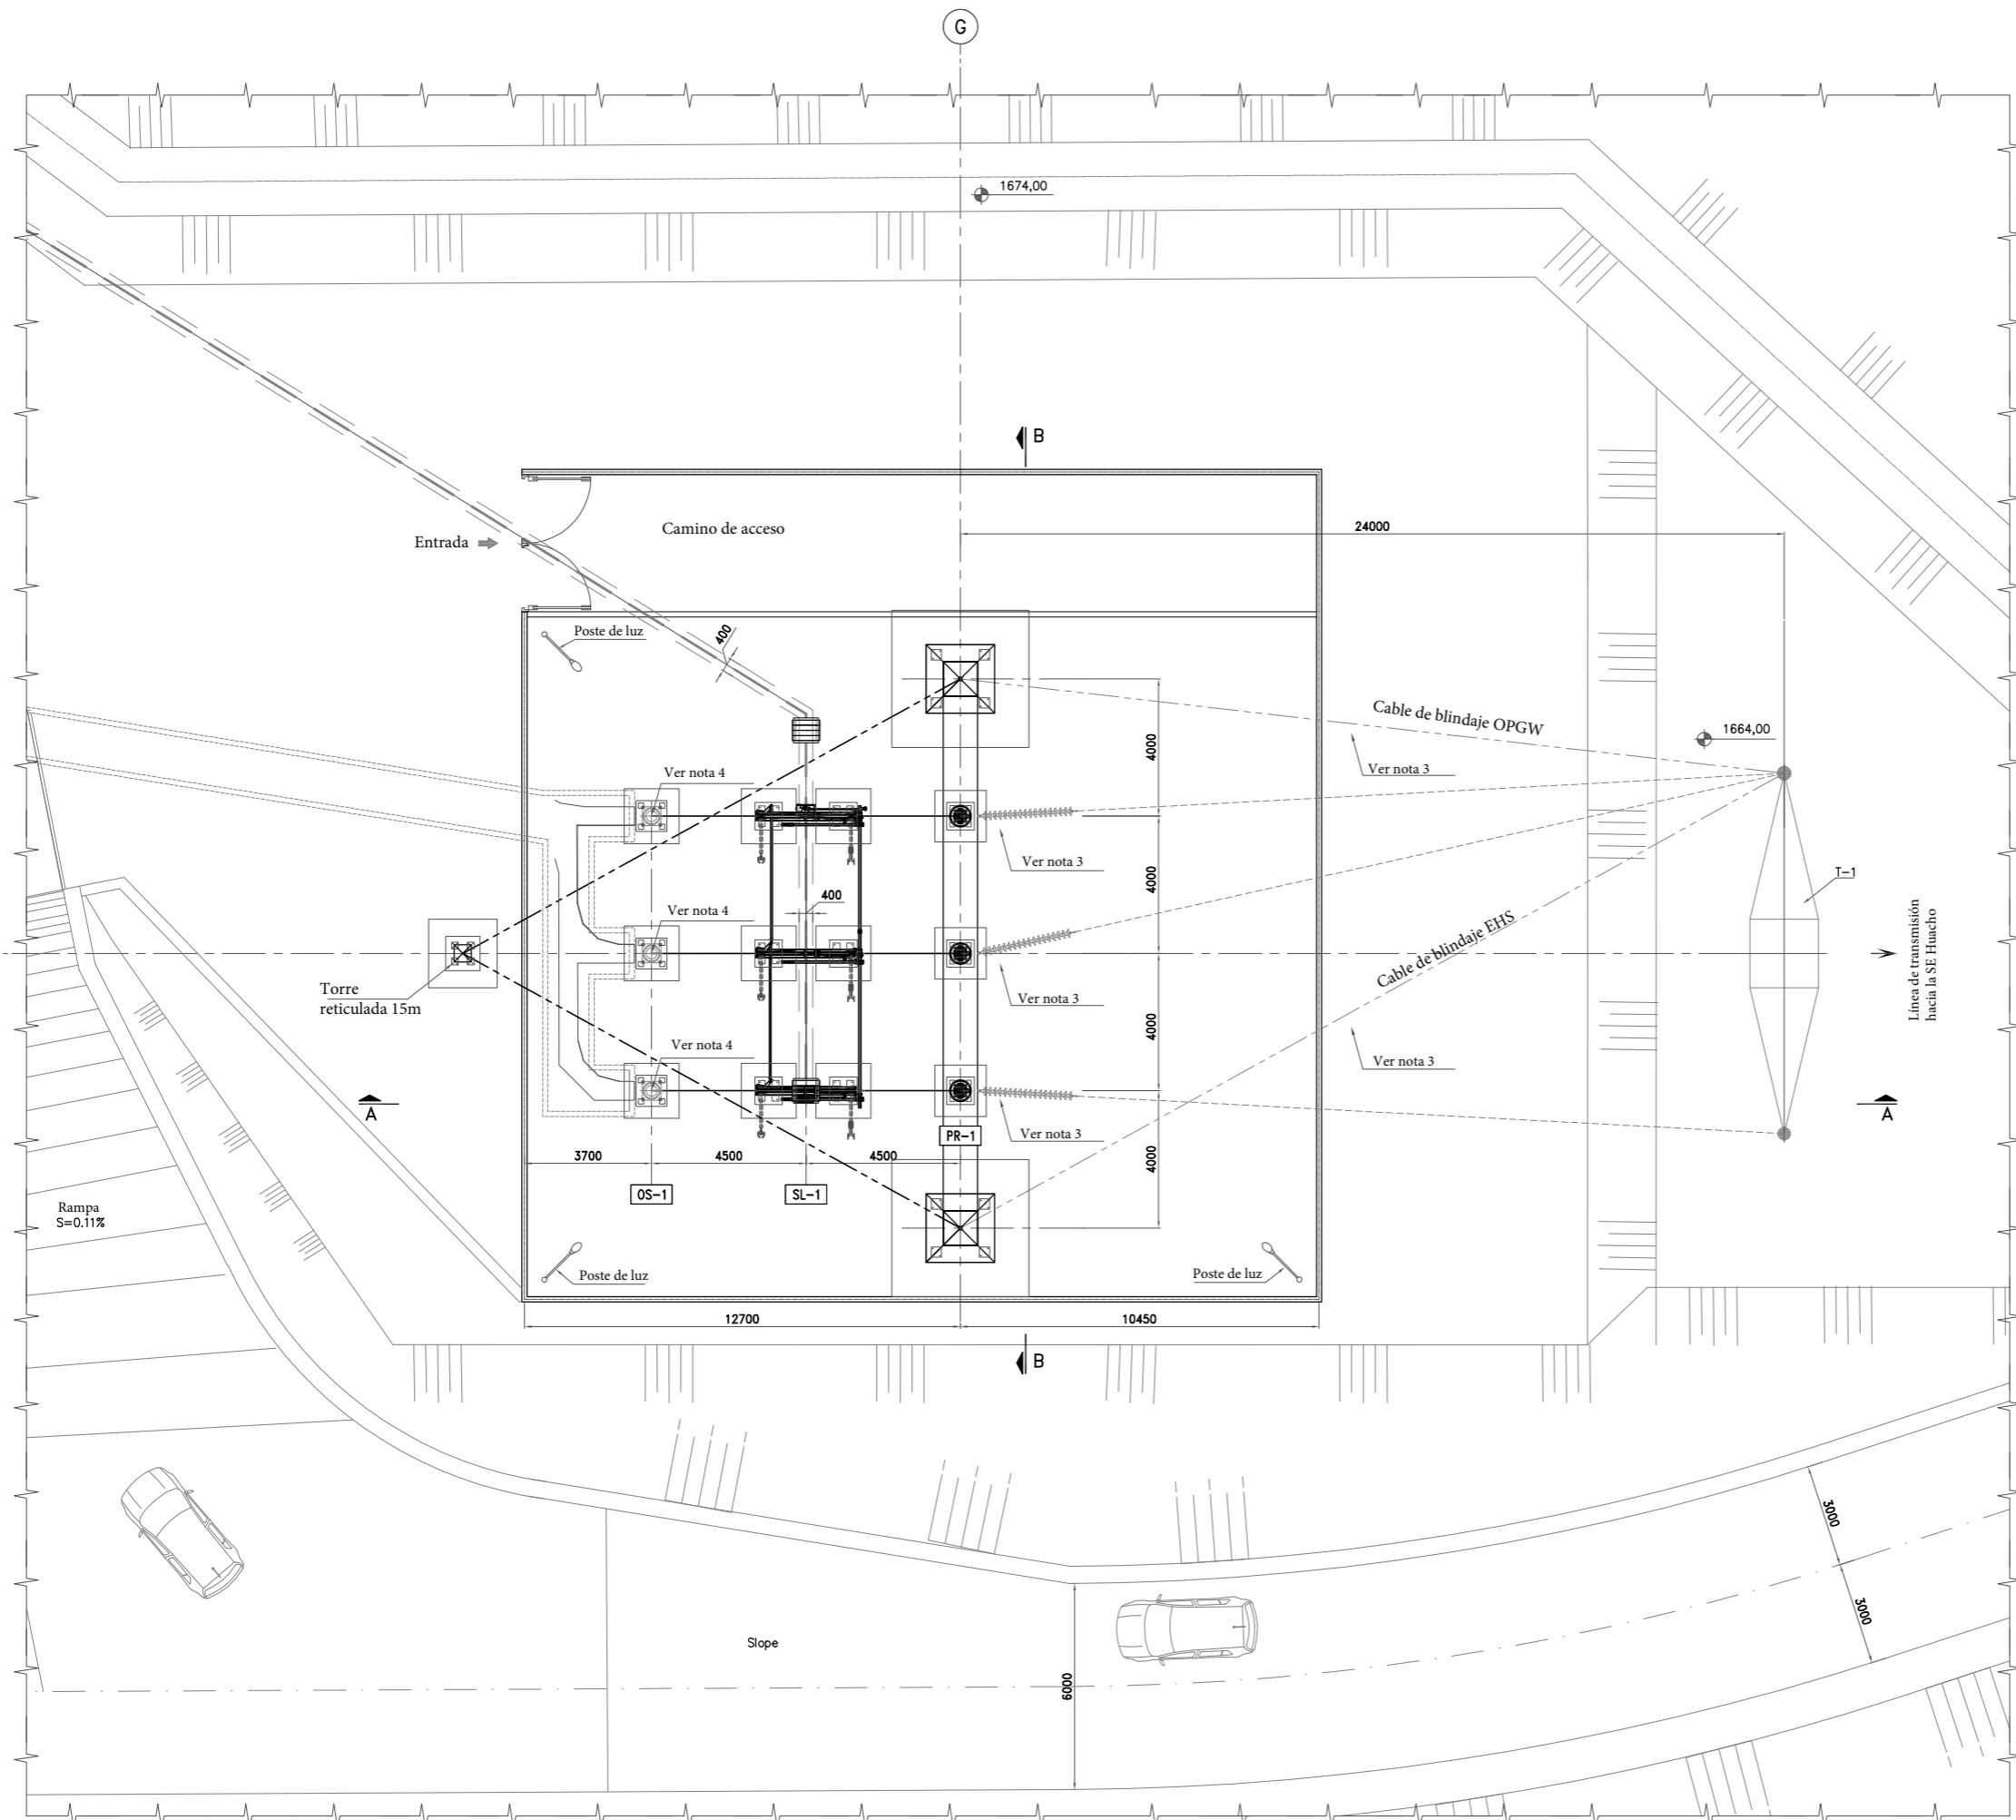 G
1674,00
B
24000
Entrada
Camino de acceso
Poste de luz
400
Cable de blindaje OPGW
4000
1664,00
Ver nota 3
Ver nota 4
Ver nota 3
4000
T-1
400
Ver nota 4
Cable de blindaje EHS
Línea de transmisión
hacia la SE Huacho
Torre
reticulada 15m
Ver nota 3
4000
Ver nota 4
Ver nota 3
A
A
Ver nota 3
PR-1
4000
3700
4500
4500
OS-1
SL-1
Rampa
S=0.11%
Poste de luz
Poste de luz
12700
10450
B
3000
3000
Slope
6000